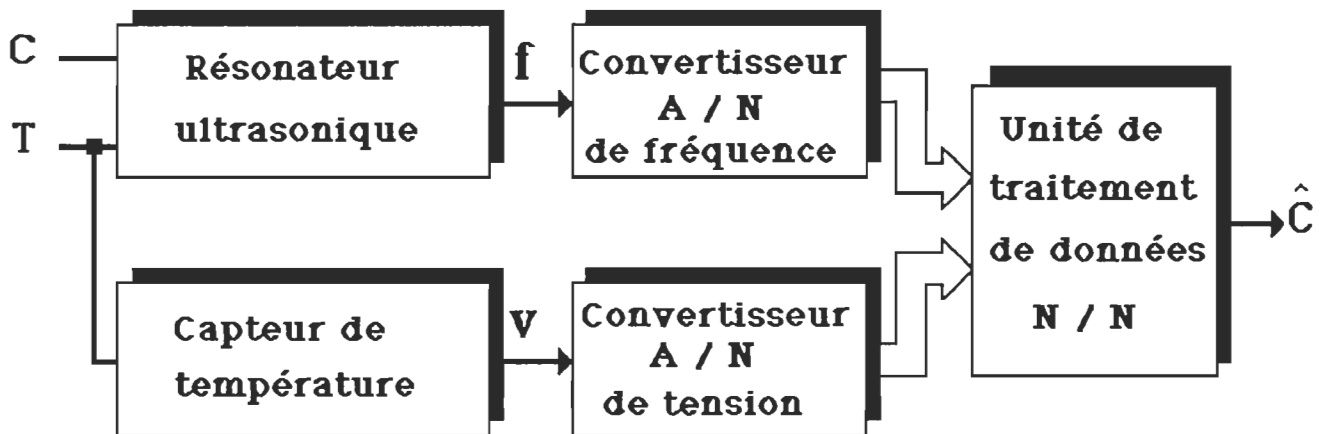 C
T
Résonateur
ultrasonique
f
Convertisseur
A / N
de fréquence
Capteur de
température
V
Convertisseur
A / N
de tension
Unité de
traitement
de données
N / N
Ĉ